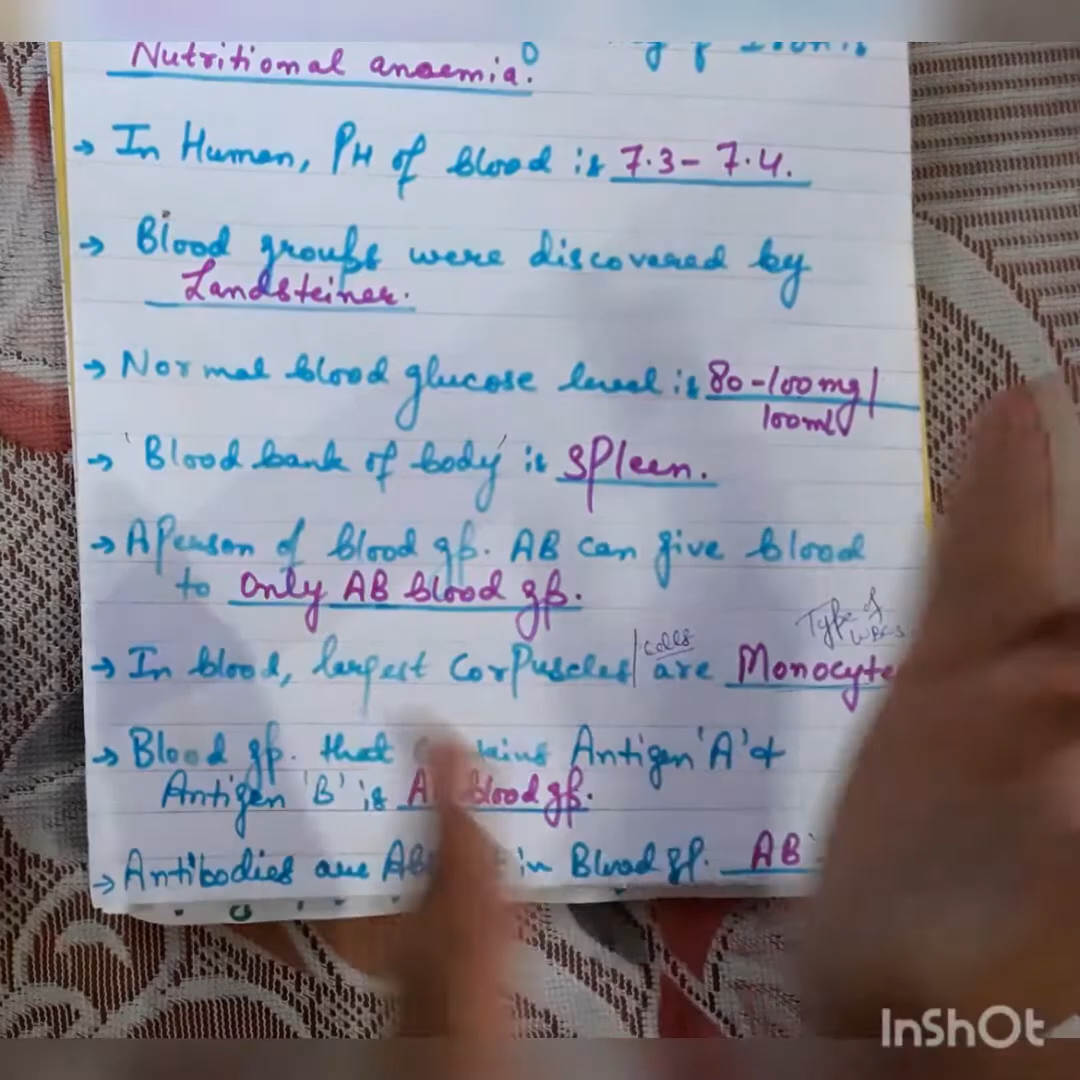 Nutritional anaemia.
→ In Human, PH of blood is 7.3 - 7.4.
→ Blood groups were discovered by
Landsteiner.
→ Normal blood glucose level is 80-100mg/
100ml
→ 'Blood bank of body' is Spleen.
→ A Person of blood gp. AB can give blood
to only AB blood gp.
Type of
WBCs
→ In blood, largest Corpuscles/cells are Monocyte
→ Blood gp. that Antigen 'A' &
Antigen 'B' is blood gp.
→ Antibodies are in Blood gp. AB
InShOt